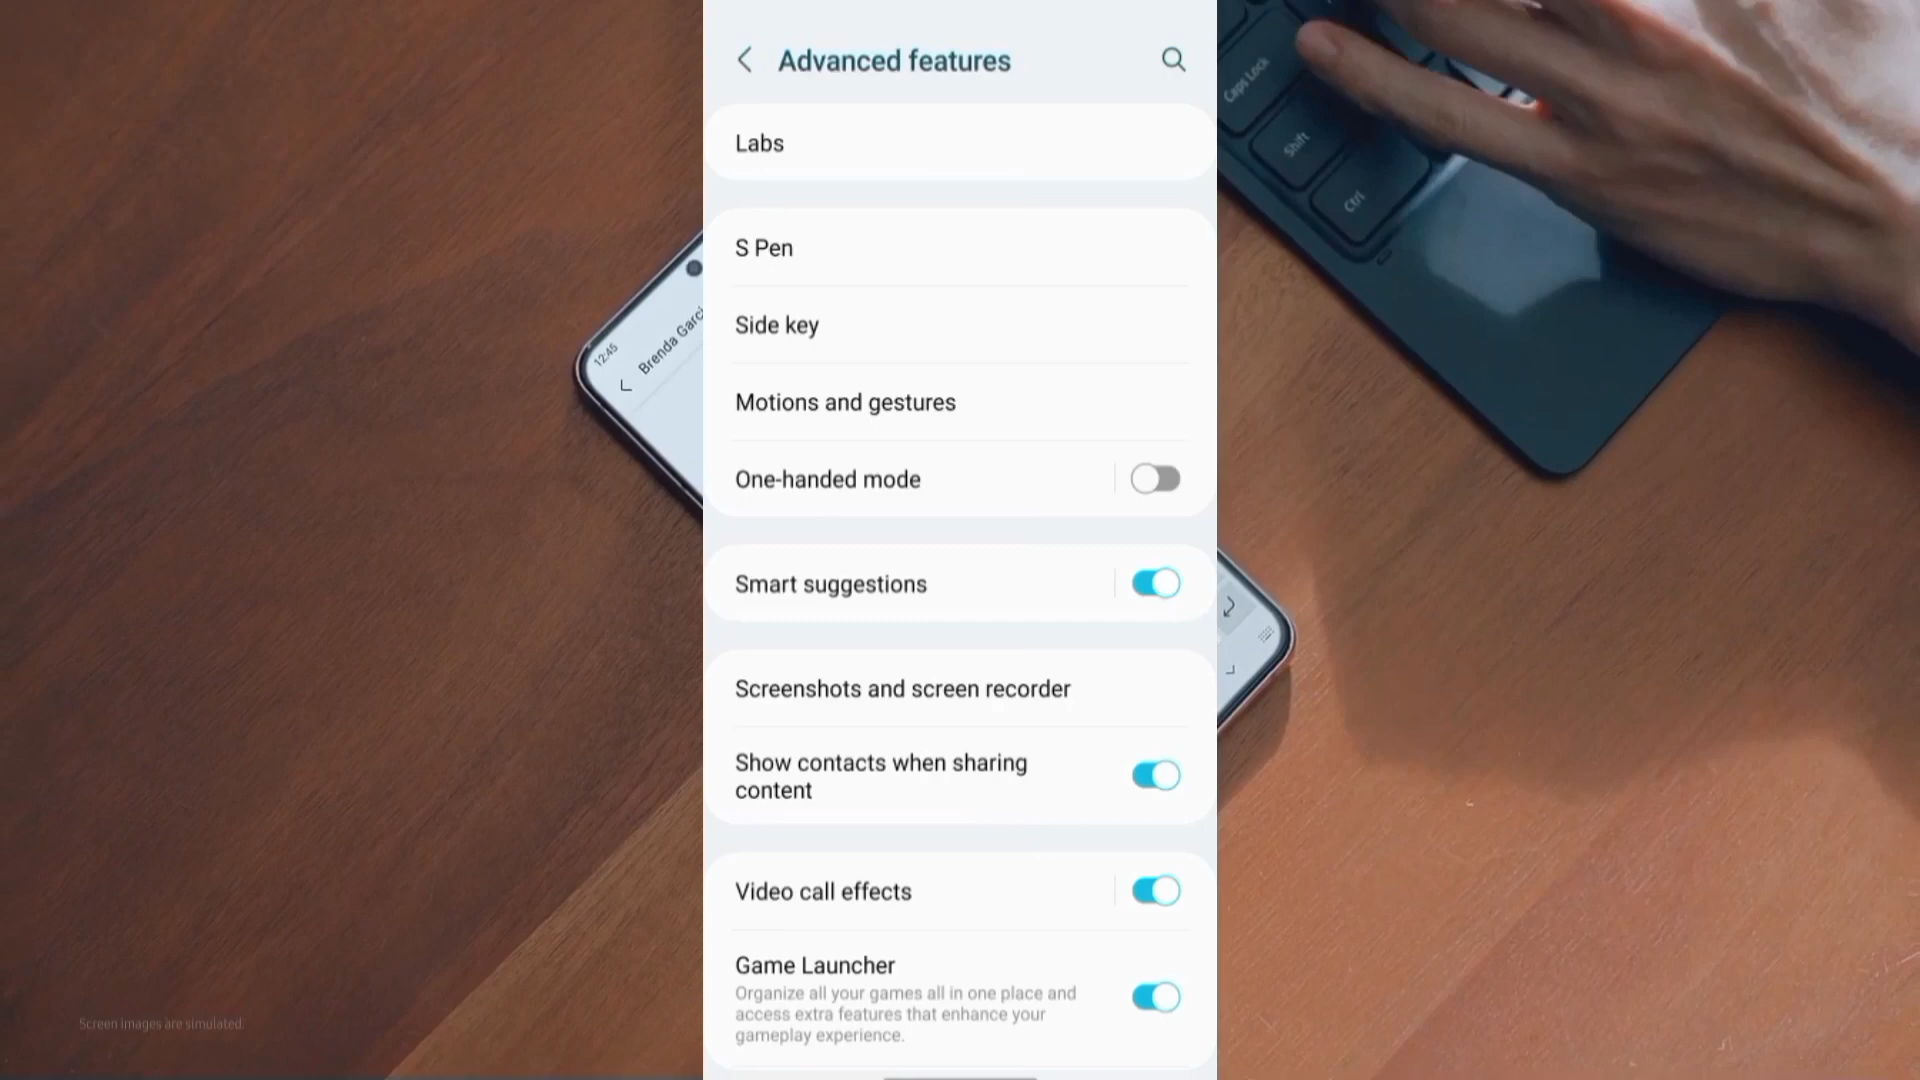 Advanced features
Labs
S Pen
Side key
Motions and gestures
One-handed mode
Smart suggestions
Screenshots and screen recorder
Show contacts when sharing
content
Video call effects
Game Launcher
Organize all your games all in one place and
access extra features that enhance your
gameplay experience.
12:45
Brenda Garci
Caps Lock
Shift
Ctrl
Screen images are simulated.